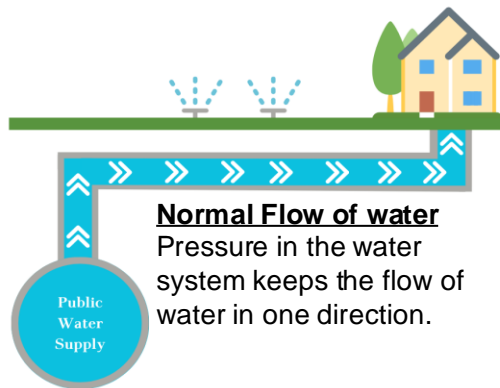 Normal Flow of water
Pressure in the water
system keeps the flow of
water in one direction.
Public
Water
Supply